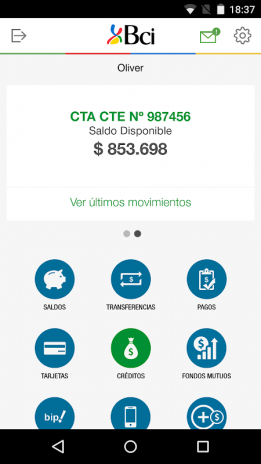 18:37
Bci
1
Oliver
CTA CTE Nº 987456
Saldo Disponible
$ 853.698
Ver últimos movimientos
SALDOS
TRANSFERENCIAS
PAGOS
TARJETAS
CRÉDITOS
FONDOS MUTUOS
bip!